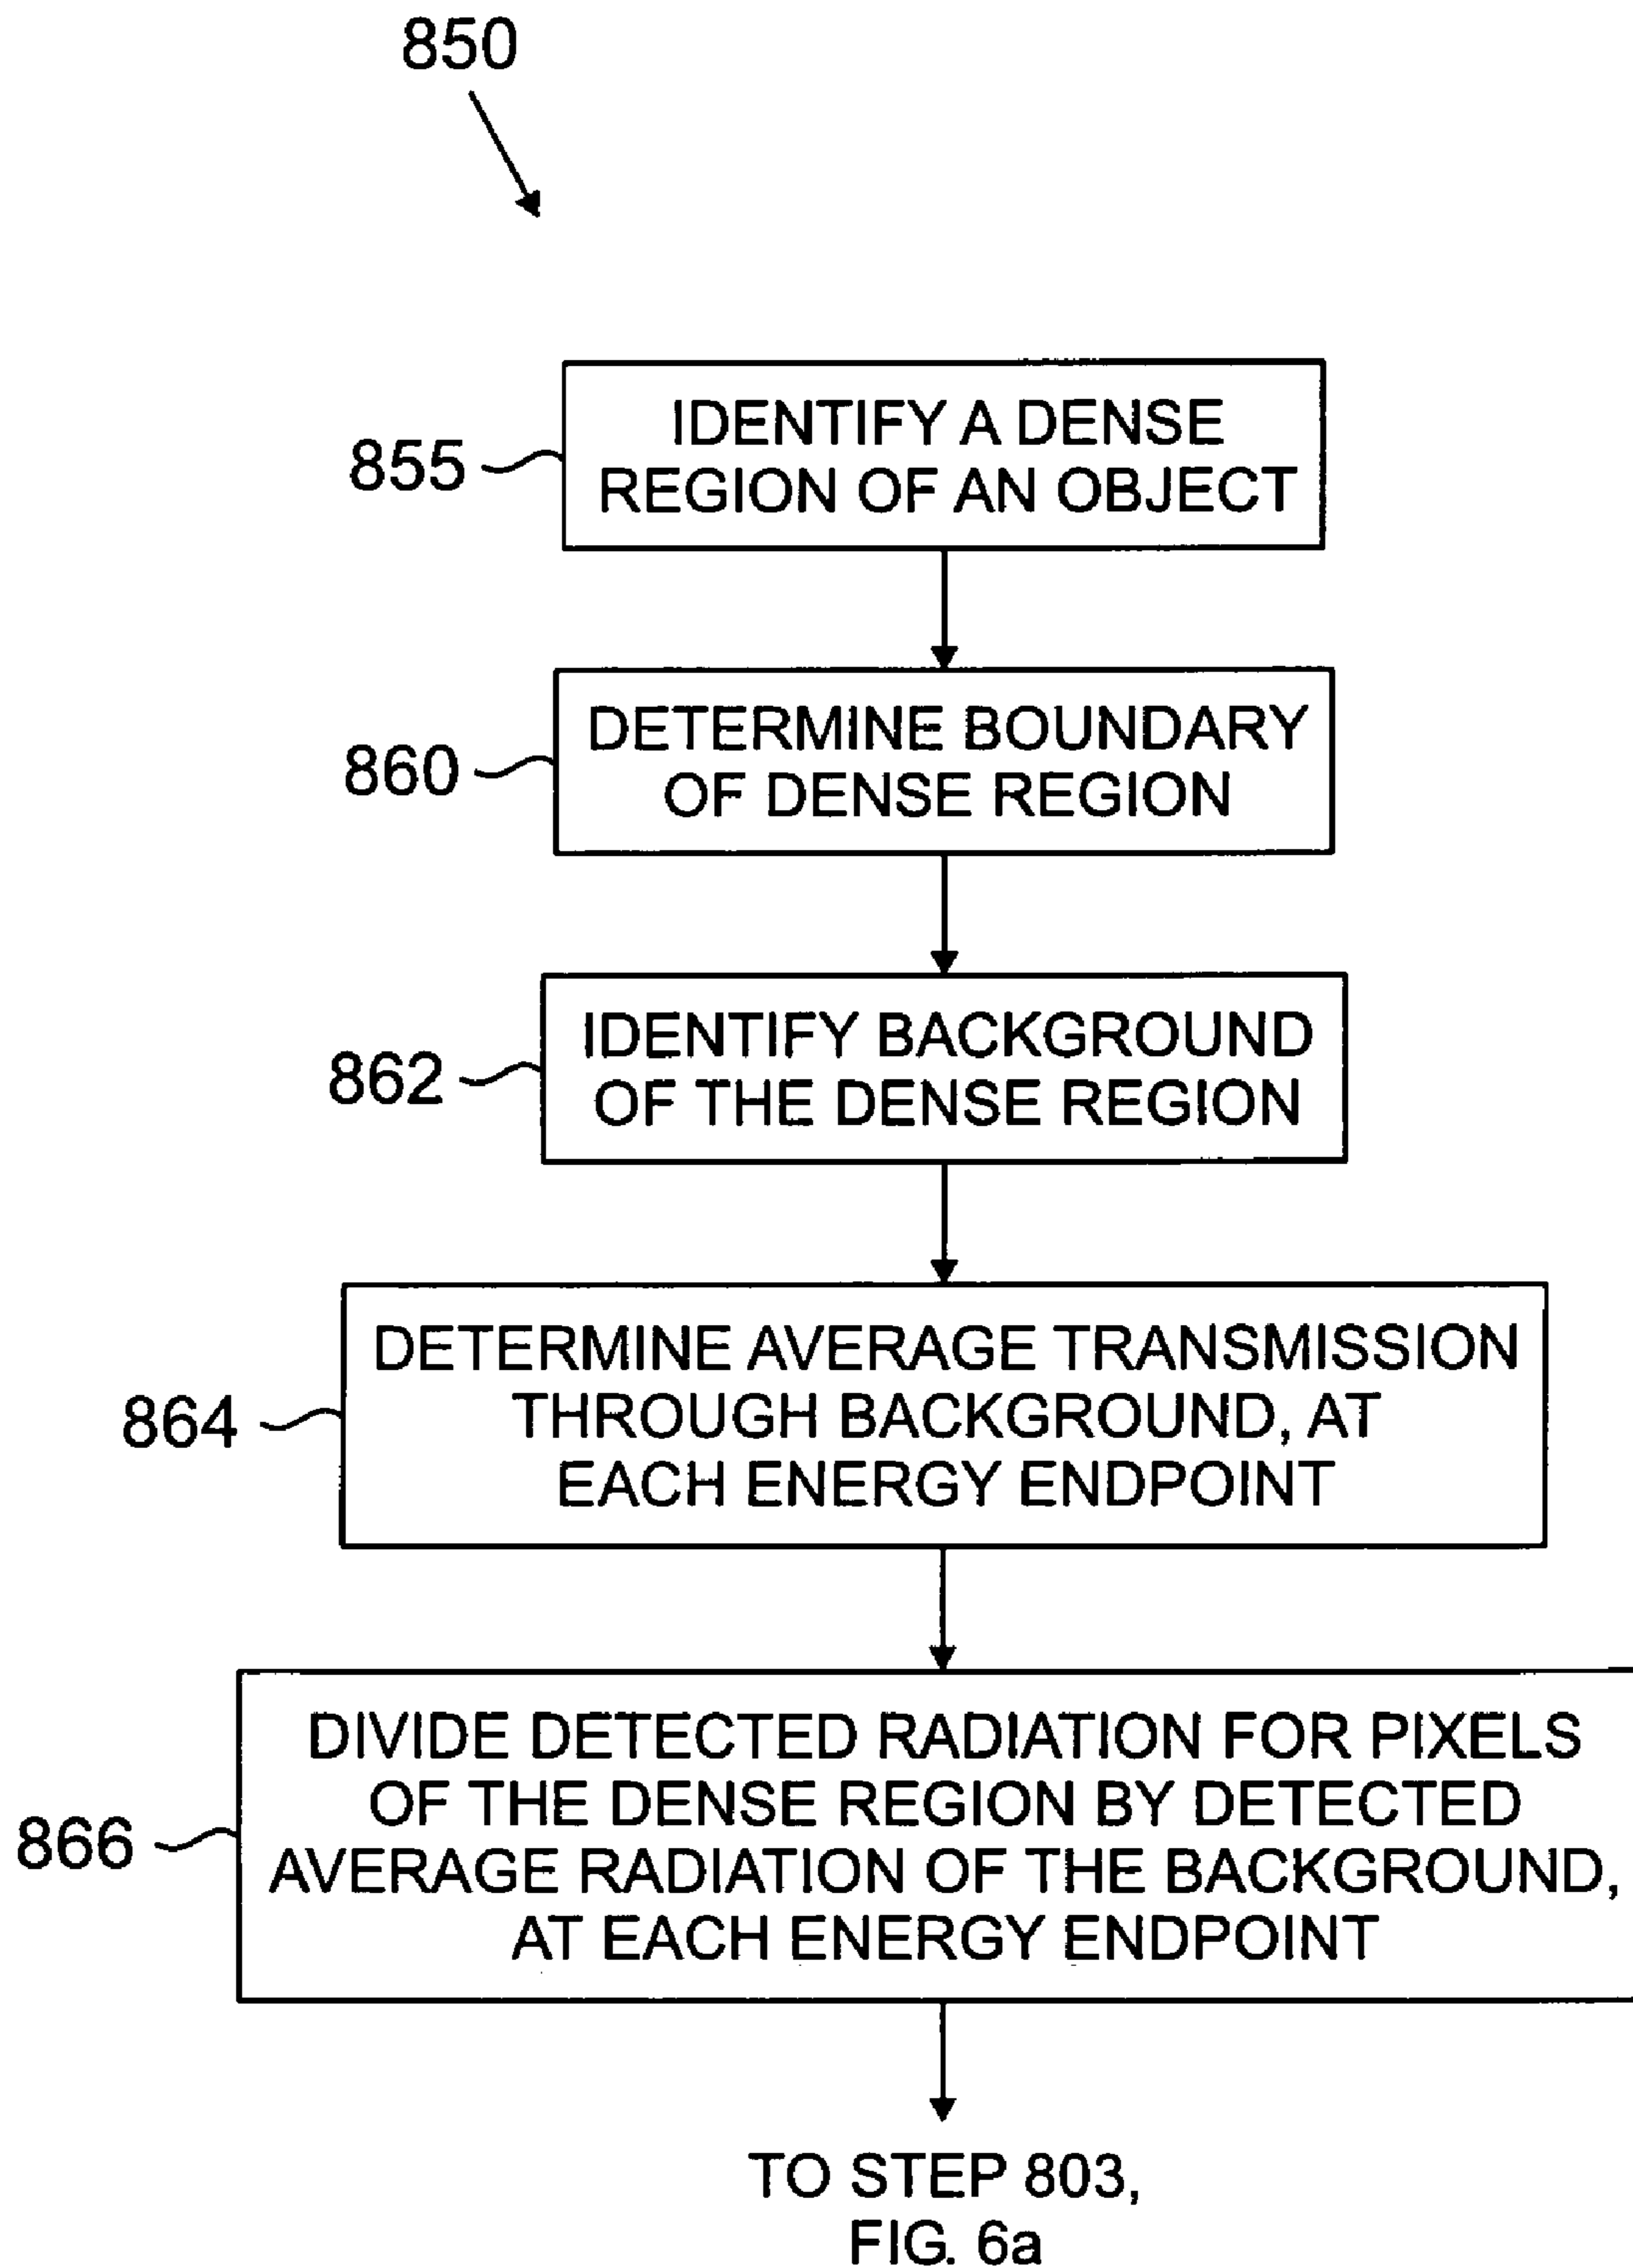 850
855
IDENTIFY A DENSE
REGION OF AN OBJECT
860
DETERMINE BOUNDARY
OF DENSE REGION
862
IDENTIFY BACKGROUND
OF THE DENSE REGION
864
DETERMINE AVERAGE TRANSMISSION
THROUGH BACKGROUND, AT
EACH ENERGY ENDPOINT
866
DIVIDE DETECTED RADIATION FOR PIXELS
OF THE DENSE REGION BY DETECTED
AVERAGE RADIATION OF THE BACKGROUND,
AT EACH ENERGY ENDPOINT
TO STEP 803,
FIG. 6a